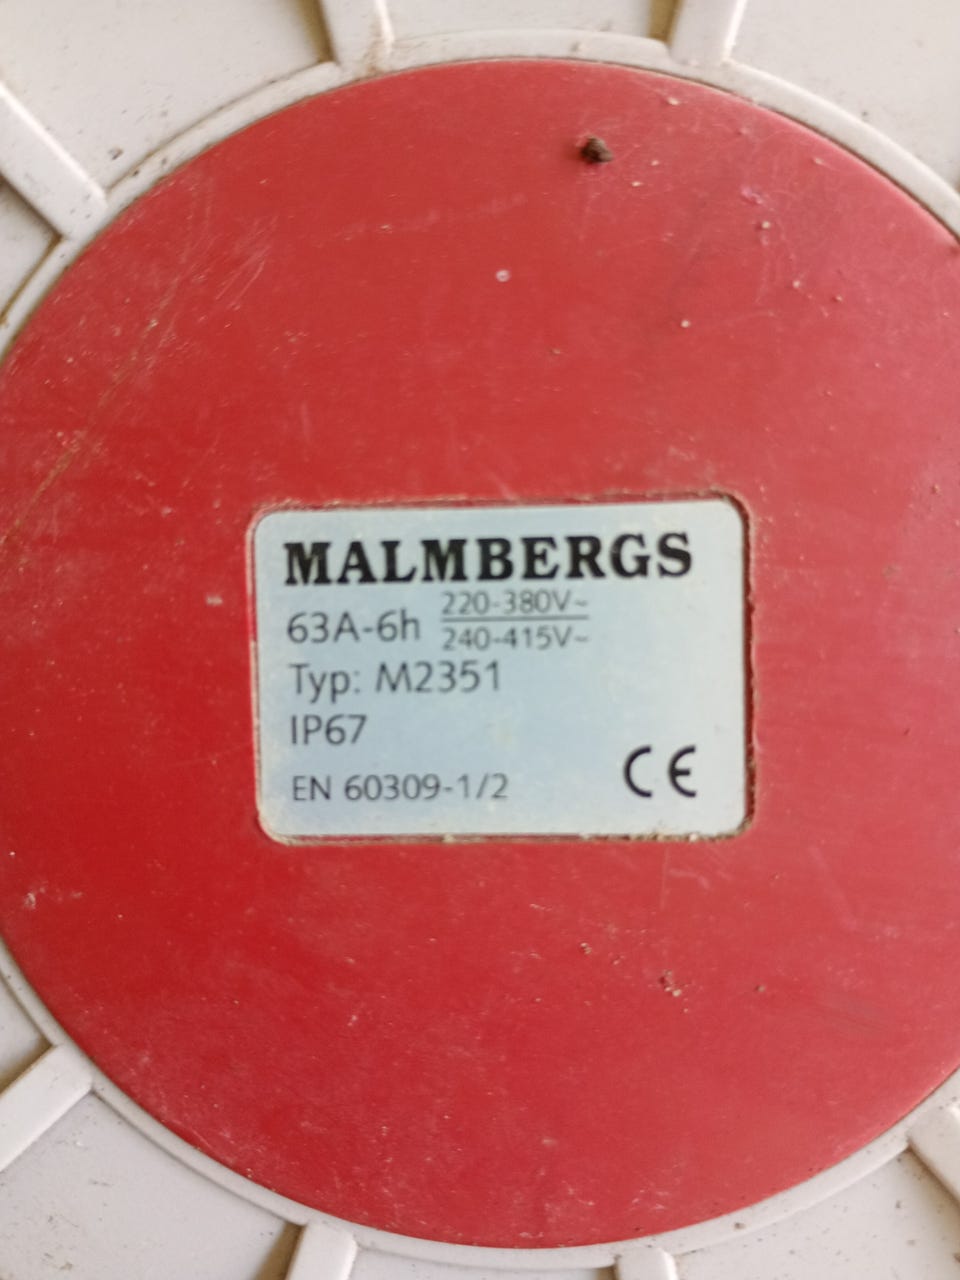 MALMBERGS
63A-6h 220-380V~
240-415V~
Typ: M2351
IP67
EN 60309-1/2 CE